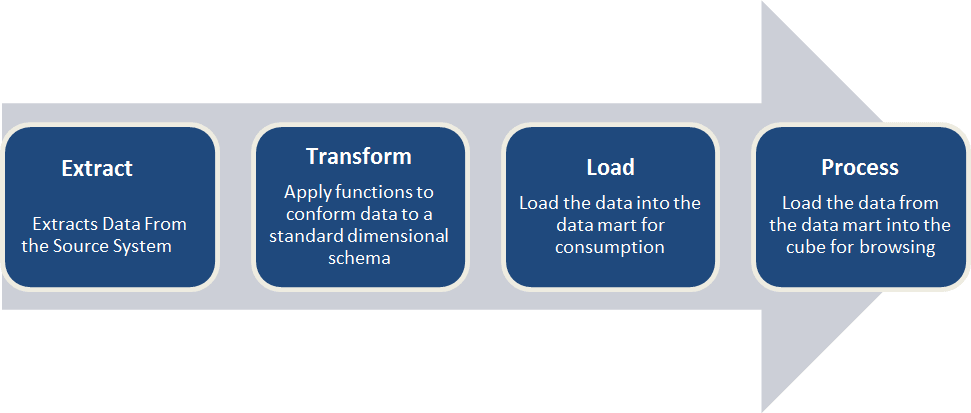 Extract
Extracts Data From
the Source System
Transform
Apply functions to
conform data to a
standard dimensional
schema
Load
Load the data into the
data mart for
consumption
Process
Load the data from
the data mart into the
cube for browsing